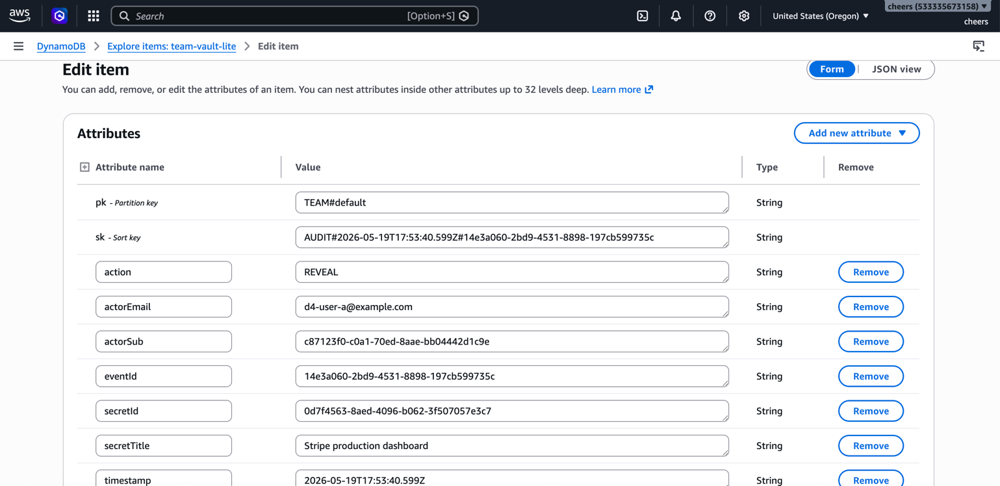 aws
Search [Option+S]
United States (Oregon)
cheers (533335673158)
cheers
DynamoDB
Explore items: team-vault-lite
Edit item
Edit item
Form
JSON view
You can add, remove, or edit the attributes of an item. You can nest attributes inside other attributes up to 32 levels deep. Learn more
Attributes
Add new attribute
Attribute name Value Type Remove
pk - Partition key TEAM#default String
sk - Sort key AUDIT#2026-05-19T17:53:40.599Z#14e3a060-2bd9-4531-8898-197cb599735c String
action REVEAL String Remove
actorEmail d4-user-a@example.com String Remove
actorSub c87123f0-c0a1-70ed-8aae-bb04442d1c9e String Remove
eventId 14e3a060-2bd9-4531-8898-197cb599735c String Remove
secretId 0d7f4563-8aed-4096-b062-3f507057e3c7 String Remove
secretTitle Stripe production dashboard String Remove
timestamp 2026-05-19T17:53:40.599Z String Remove